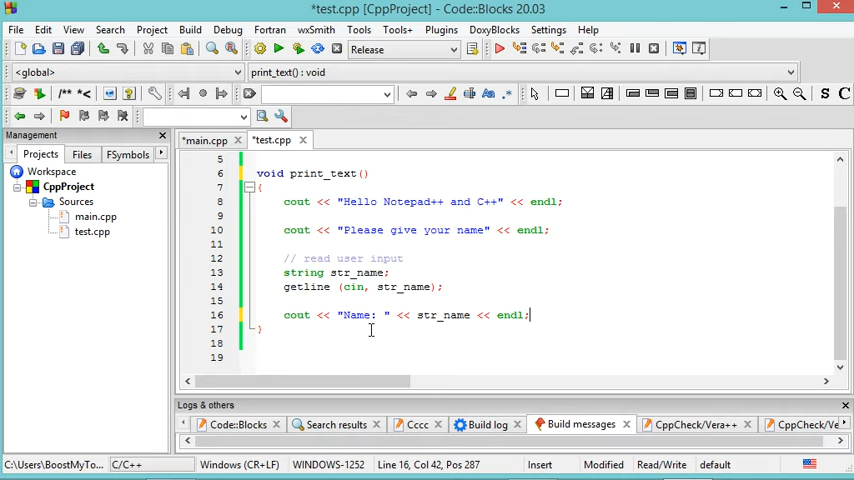 *test.cpp [CppProject] - Code::Blocks 20.03
File Edit View Search Project Build Debug Fortran wxSmith Tools Tools+ Plugins DoxyBlocks Settings Help
Release
<global> print_text() : void
/** *< Aa .* S C
Management
Projects Files FSymbols
*main.cpp *test.cpp
Workspace
CppProject
Sources
main.cpp
test.cpp
5
6 void print_text()
7 {
8 cout << "Hello Notepad++ and C++" << endl;
9
10 cout << "Please give your name" << endl;
11
12 // read user input
13 string str_name;
14 getline (cin, str_name);
15
16 cout << "Name: " << str_name << endl;
17 }
18
19
Logs & others
Code::Blocks Search results Cccc Build log Build messages CppCheck/Vera++ CppCheck/Vera+
C:\Users\BoostMyTo C/C++ Windows (CR+LF) WINDOWS-1252 Line 16, Col 42, Pos 287 Insert Modified Read/Write default